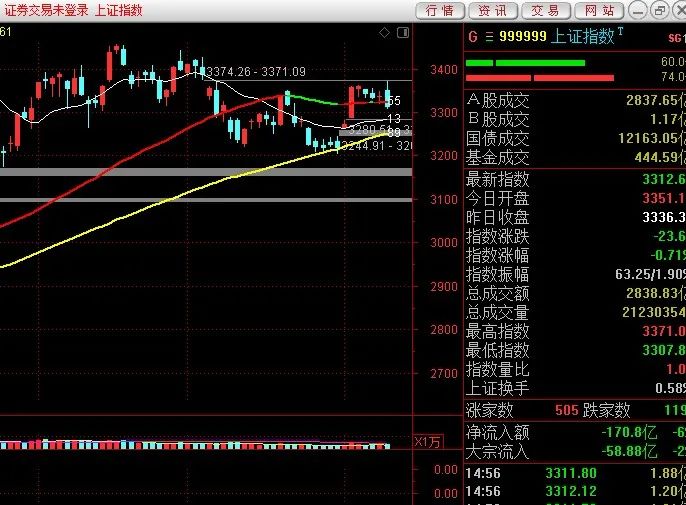 证券交易未登录 上证指数
行情 资讯 交易 网站
61
3374.26 - 3371.09
55
13
89
3244.91 - 320
3400
3300
3200
3100
3000
2900
2800
2700
X1万
0.00
0.00
G 999999 上证指数 T SG1
60.0
74.0
A股成交 2837.65亿
B股成交 1.17亿
国债成交 12163.05亿
基金成交 444.59亿
最新指数 3312.6
今日开盘 3351.1
昨日收盘 3336.3
指数涨跌 -23.6
指数涨幅 -0.71%
指数振幅 63.25/1.90%
总成交额 2838.83亿
总成交量 21230354
最高指数 3371.0
最低指数 3307.8
指数量比 1.0
上证换手 0.58%
涨家数 505 跌家数 119
净流入额 -170.8亿 -6
大宗流入 -58.88亿 -2
14:56 3311.80 1.88亿
14:56 3312.12 1.20亿